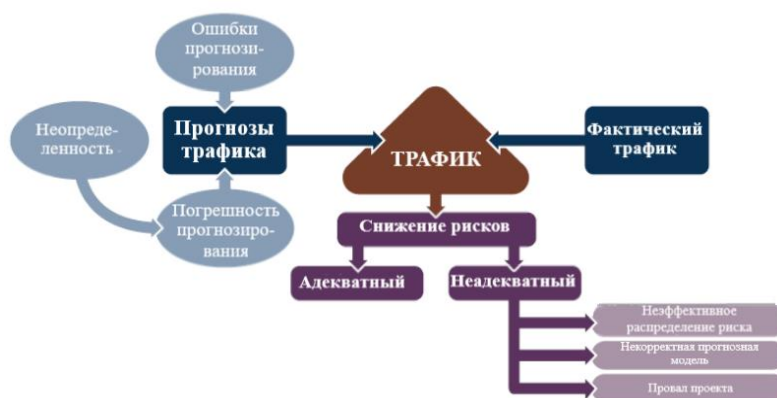 Ошибки
прогнози-
рования
Неопреде-
ленность
Прогнозы
трафика
ТРАФИК
Фактический
трафик
Погрешность
прогнозиро-
вания
Снижение рисков
Адекватный
Неадекватный
Неэффективное
распределение риска
Некорректная прогнозная
модель
Провал проекта